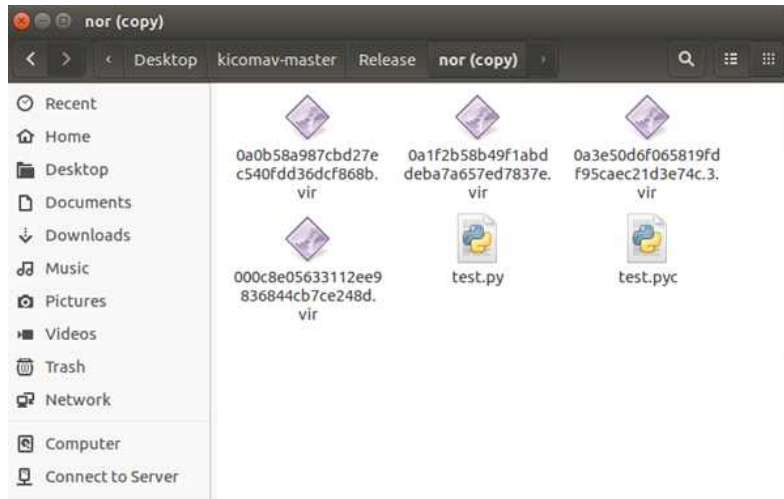 nor (copy)
Desktop kicomav-master Release nor (copy)
Recent
Home
Desktop
Documents
Downloads
Music
Pictures
Videos
Trash
Network
Computer
Connect to Server
0a0b58a987cbd27e
c540fdd36dcf868b.
vir
0a1f2b58b49f1abd
deba7a657ed7837e.
vir
0a3e50d6f065819fd
f95caec21d3e74c.3.
vir
000c8e05633112ee9
836844cb7ce248d.
vir
test.py
test.pyc